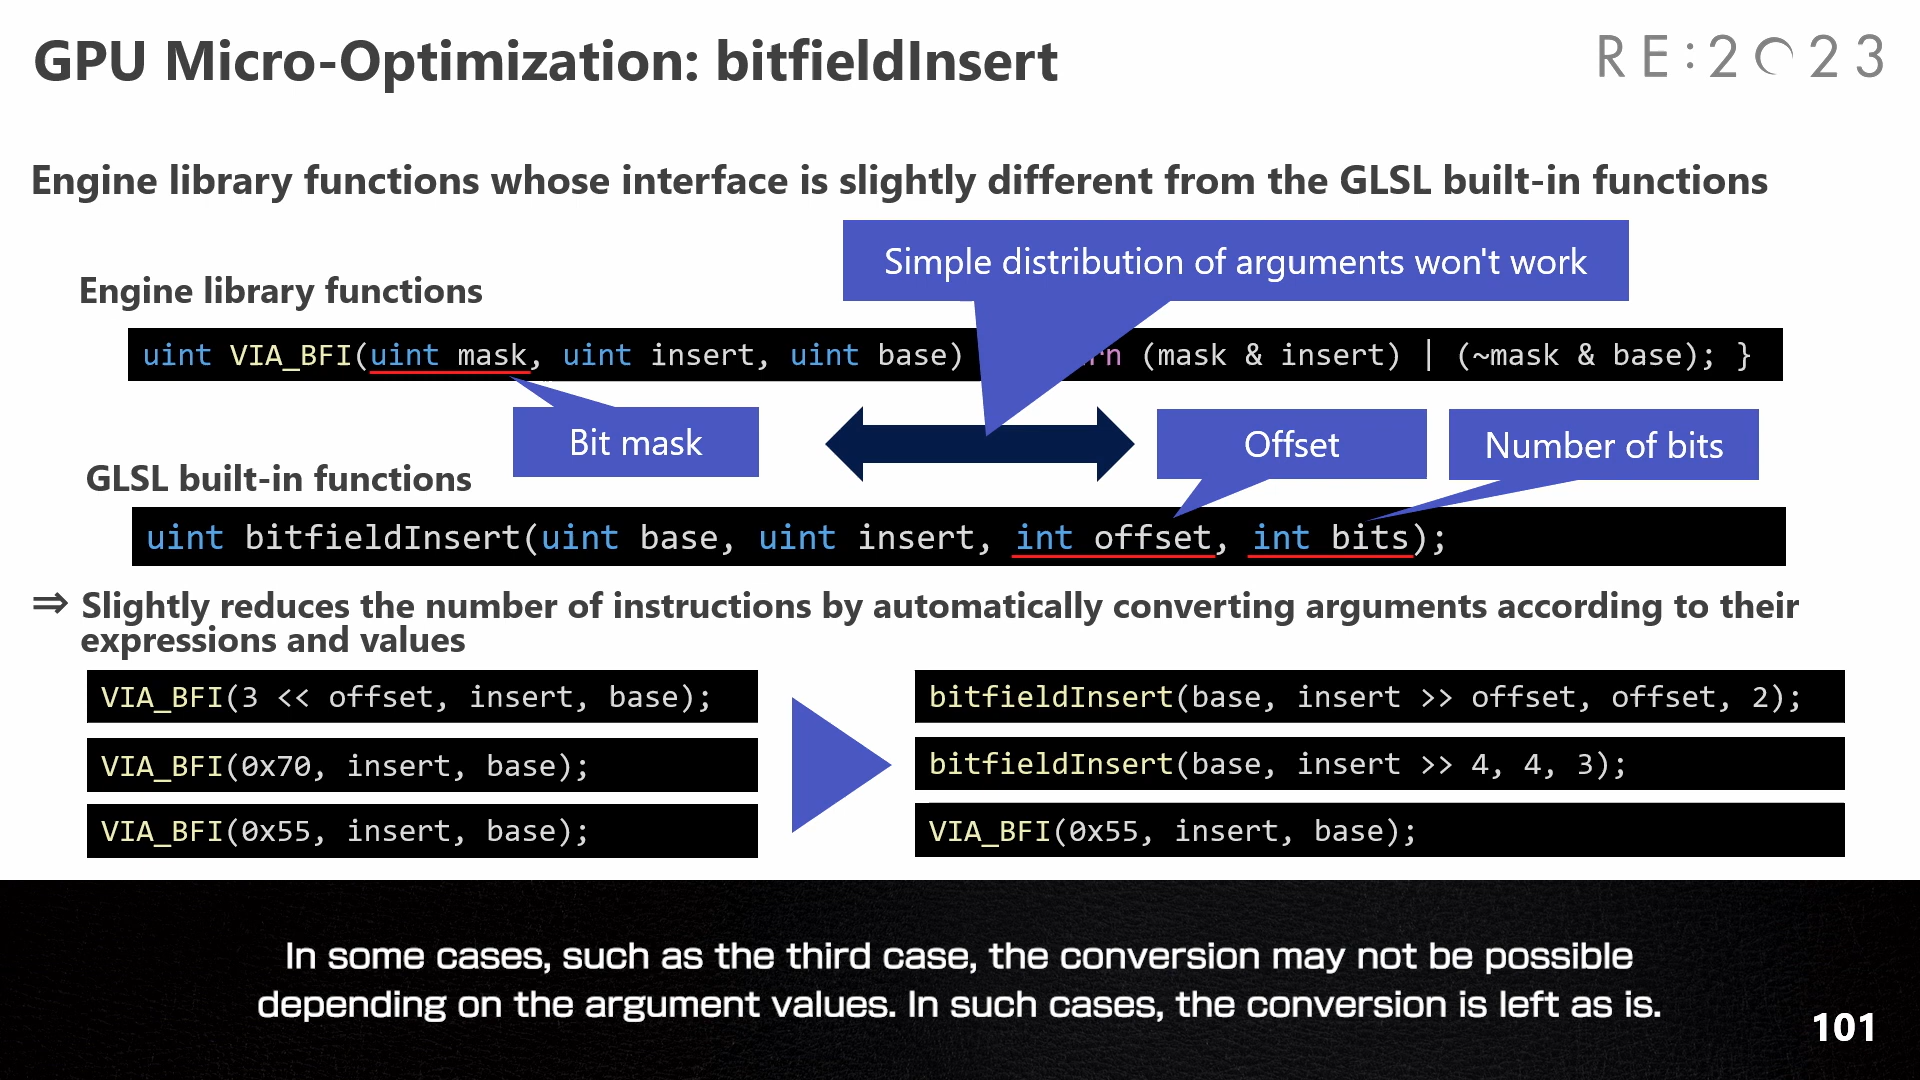 GPU Micro-Optimization: bitfieldInsert
RE:2023
Engine library functions whose interface is slightly different from the GLSL built-in functions
Simple distribution of arguments won't work
Engine library functions
uint VIA_BFI(uint mask, uint insert, uint base) rn (mask & insert) | (~mask & base); }
Bit mask
Offset
Number of bits
GLSL built-in functions
uint bitfieldInsert(uint base, uint insert, int offset, int bits);
⇒ Slightly reduces the number of instructions by automatically converting arguments according to their
expressions and values
VIA_BFI(3 << offset, insert, base);
bitfieldInsert(base, insert >> offset, offset, 2);
VIA_BFI(0x70, insert, base);
bitfieldInsert(base, insert >> 4, 4, 3);
VIA_BFI(0x55, insert, base);
VIA_BFI(0x55, insert, base);
In some cases, such as the third case, the conversion may not be possible
depending on the argument values. In such cases, the conversion is left as is.
101